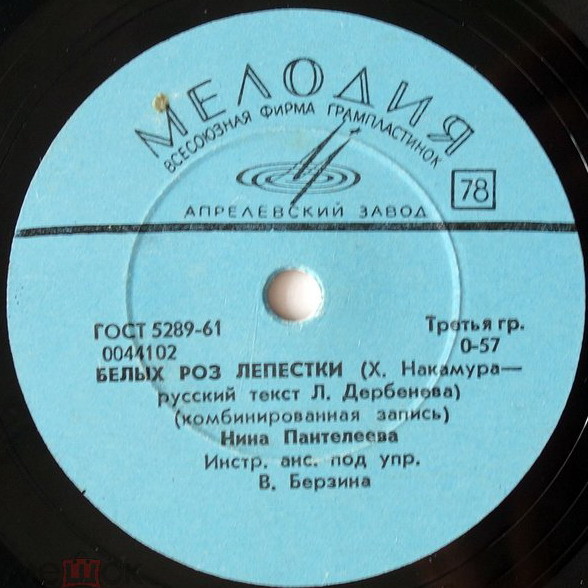 МЕЛОДИЯ
ВСЕСОЮЗНАЯ ФИРМА ГРАМПЛАСТИНОК
78
АПРЕЛЕВСКИЙ ЗАВОД
ГОСТ 5289-61
Третья гр.
0044102
0-57
БЕЛЫХ РОЗ ЛЕПЕСТКИ (Х. Накамура—
русский текст Л. Дербенева)
(комбинированная запись)
Нина Пантелеева
Инстр. анс. под упр.
В. Берзина